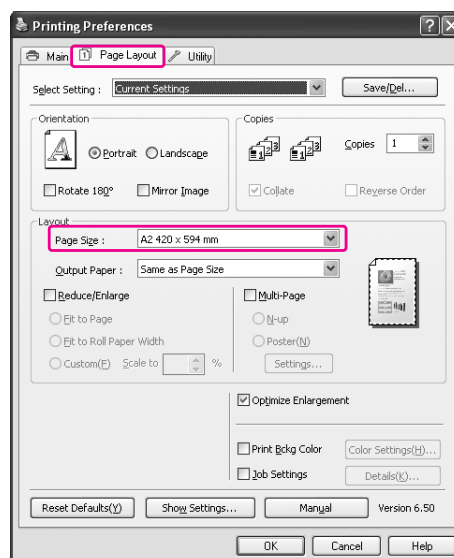 Printing Preferences
Main Page Layout Utility
Select Setting : Current Settings Save/Del...
Orientation Copies
A Portrait Landscape Copies 1
Rotate 180° Mirror Image Collate Reverse Order
Layout
Page Size : A2 420 x 594 mm
Output Paper : Same as Page Size
Reduce/Enlarge Multi-Page
Fit to Page N-up
Fit to Roll Paper Width Poster(N)
Custom(E) Scale to % Settings...
Optimize Enlargement
Print Bckg Color Color Settings(H)...
Job Settings Details(K)...
Reset Defaults(Y) Show Settings... Manual Version 6.50
OK Cancel Help